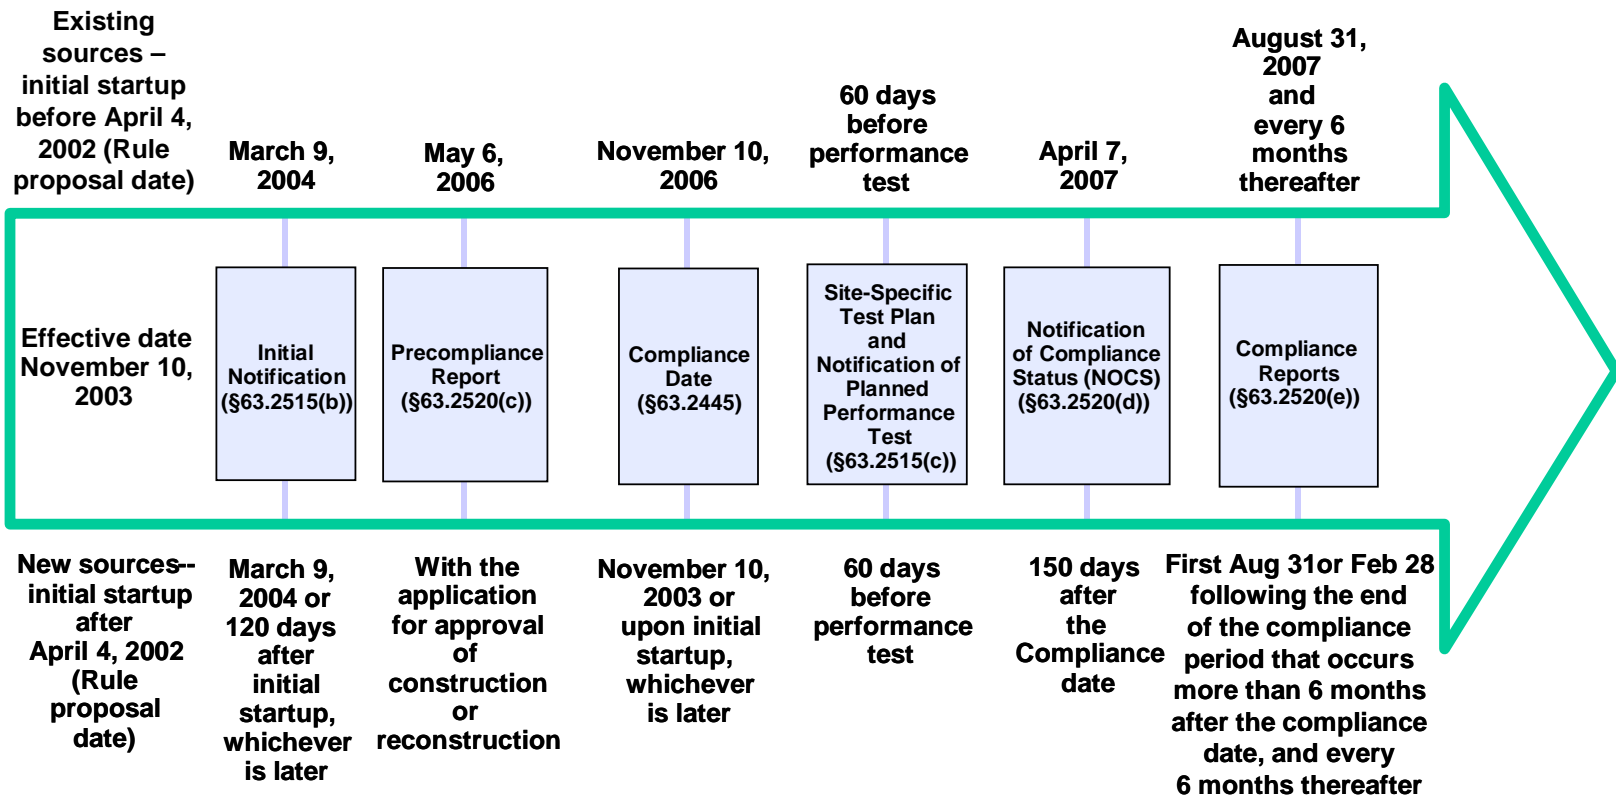 Existing
sources –
initial startup
before April 4,
2002 (Rule
proposal date)
March 9,
2004
May 6,
2006
November 10,
2006
60 days
before
performance
test
April 7,
2007
August 31,
2007
and
every 6
months
thereafter
Effective date
November 10,
2003
Initial
Notification
(§63.2515(b))
Precompliance
Report
(§63.2520(c))
Compliance
Date
(§63.2445)
Site-Specific
Test Plan
and
Notification of
Planned
Performance
Test
(§63.2515(c))
Notification
of Compliance
Status (NOCS)
(§63.2520(d))
Compliance
Reports
(§63.2520(e))
New sources--
initial startup
after
April 4, 2002
(Rule
proposal
date)
March 9,
2004 or
120 days
after
initial
startup,
whichever
is later
With the
application
for approval
of
construction
or
reconstruction
November 10,
2003 or
upon initial
startup,
whichever
is later
60 days
before
performance
test
150 days
after
the
Compliance
date
First Aug 31or Feb 28
following the end
of the compliance
period that occurs
more than 6 months
after the compliance
date, and every
6 months thereafter